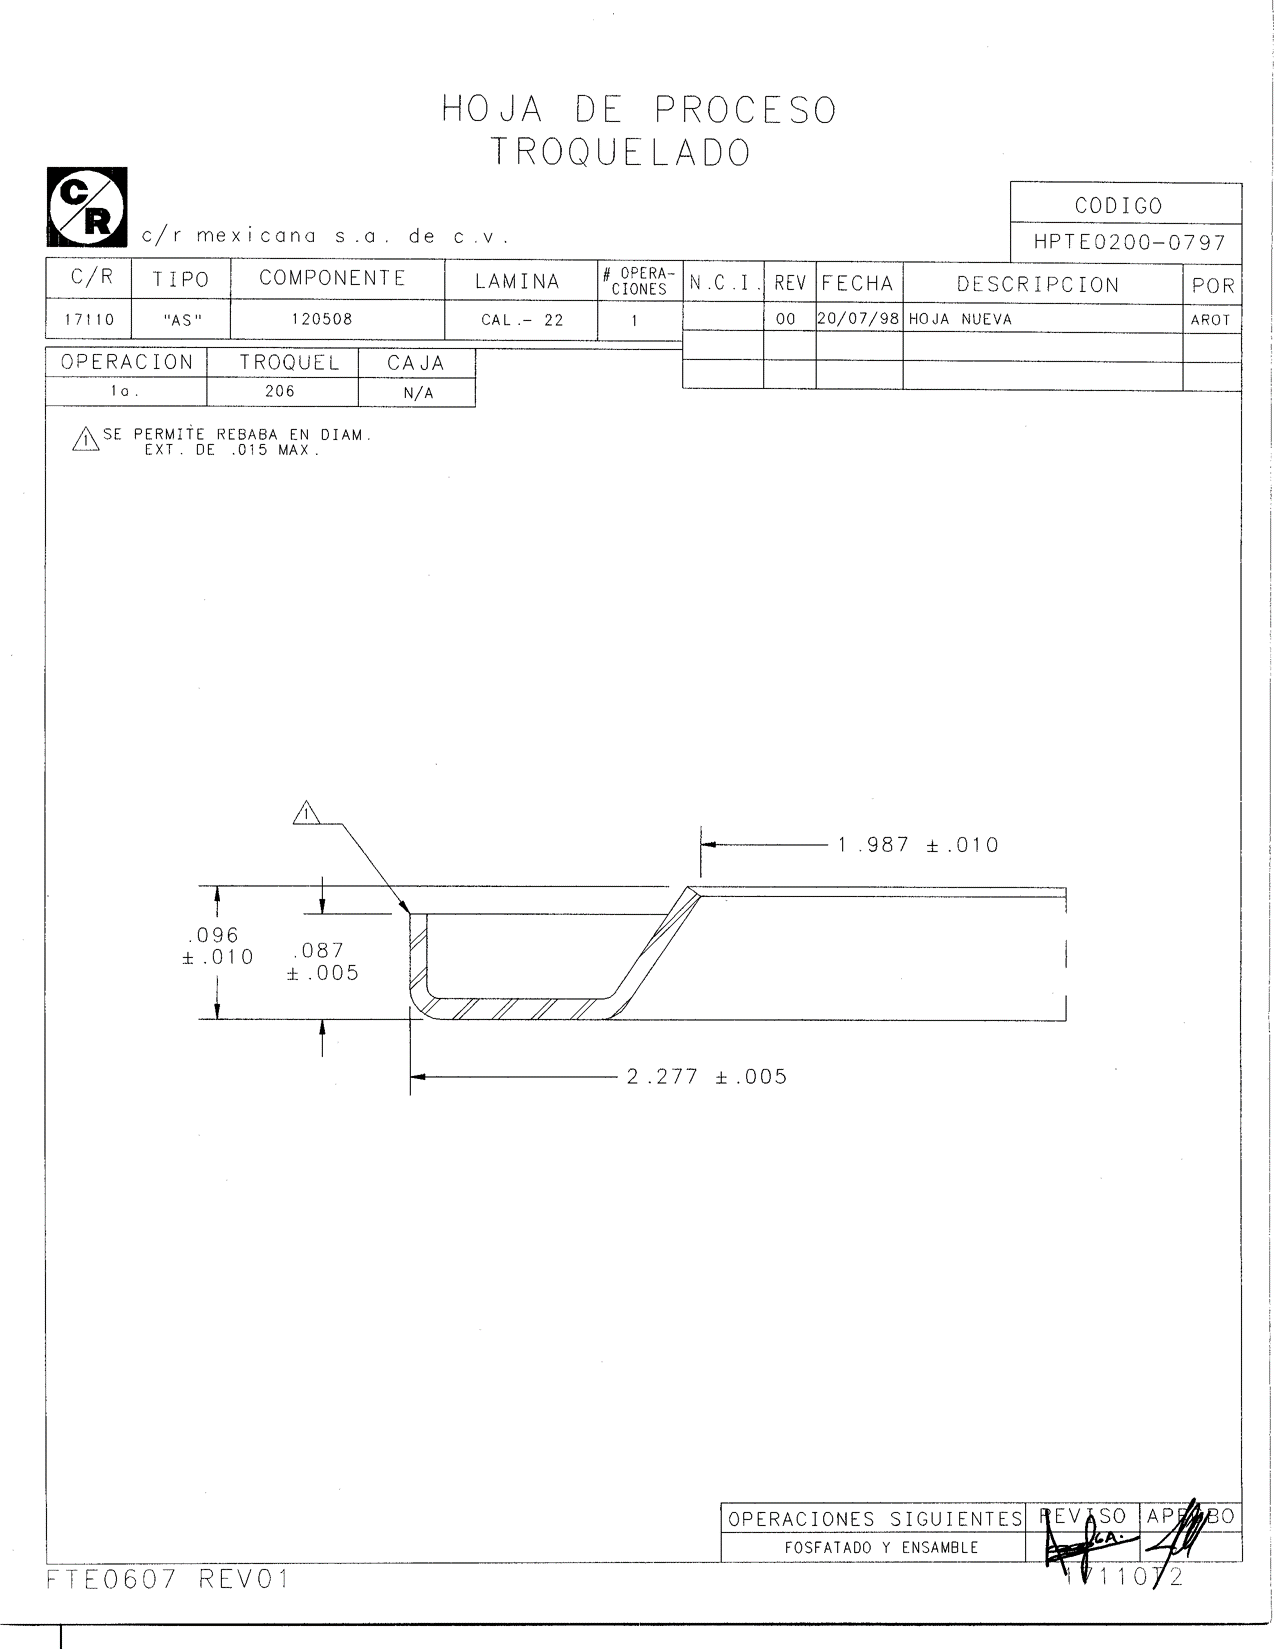 HOJA DE PROCESO
TROQUELADO
C/R
c/r mexicana s.a. de c.v.
CODIGO
HPTE0200-0797
C/R TIPO COMPONENTE LAMINA # OPERA-CIONES N.C.I. REV FECHA DESCRIPCION POR
17110 "AS" 120508 CAL.- 22 1 00 20/07/98 HOJA NUEVA AROT
OPERACION TROQUEL CAJA
1a. 206 N/A
1 SE PERMITE REBABA EN DIAM.
EXT. DE .015 MAX.
1
1.987 ±.010
.096
±.010
.087
±.005
2.277 ±.005
OPERACIONES SIGUIENTES REVISO APROBO
FOSFATADO Y ENSAMBLE
FTE0607 REV01
17110T2